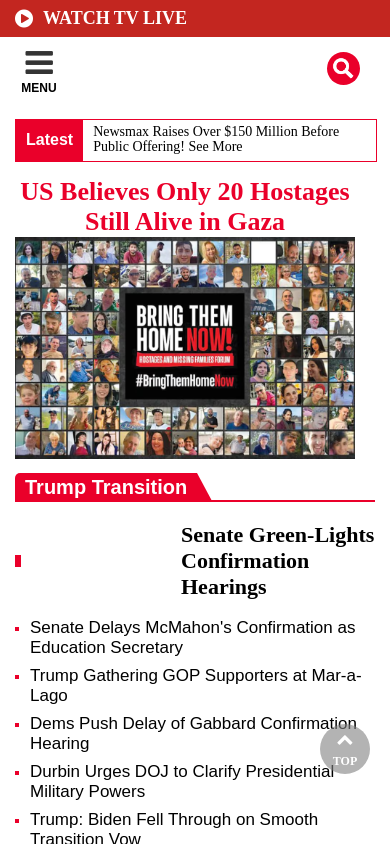 WATCH TV LIVE
MENU
Latest
Newsmax Raises Over $150 Million Before
Public Offering! See More
US Believes Only 20 Hostages
Still Alive in Gaza
BRING THEM
HOME NOW!
HOSTAGES AND MISSING FAMILIES FORUM
#BringThemHomeNow
Trump Transition
Senate Green-Lights
Confirmation
Hearings
Senate Delays McMahon's Confirmation as
Education Secretary
Trump Gathering GOP Supporters at Mar-a-
Lago
Dems Push Delay of Gabbard Confirmation
Hearing
Durbin Urges DOJ to Clarify Presidential
Military Powers
TOP
Trump: Biden Fell Through on Smooth
Transition Vow